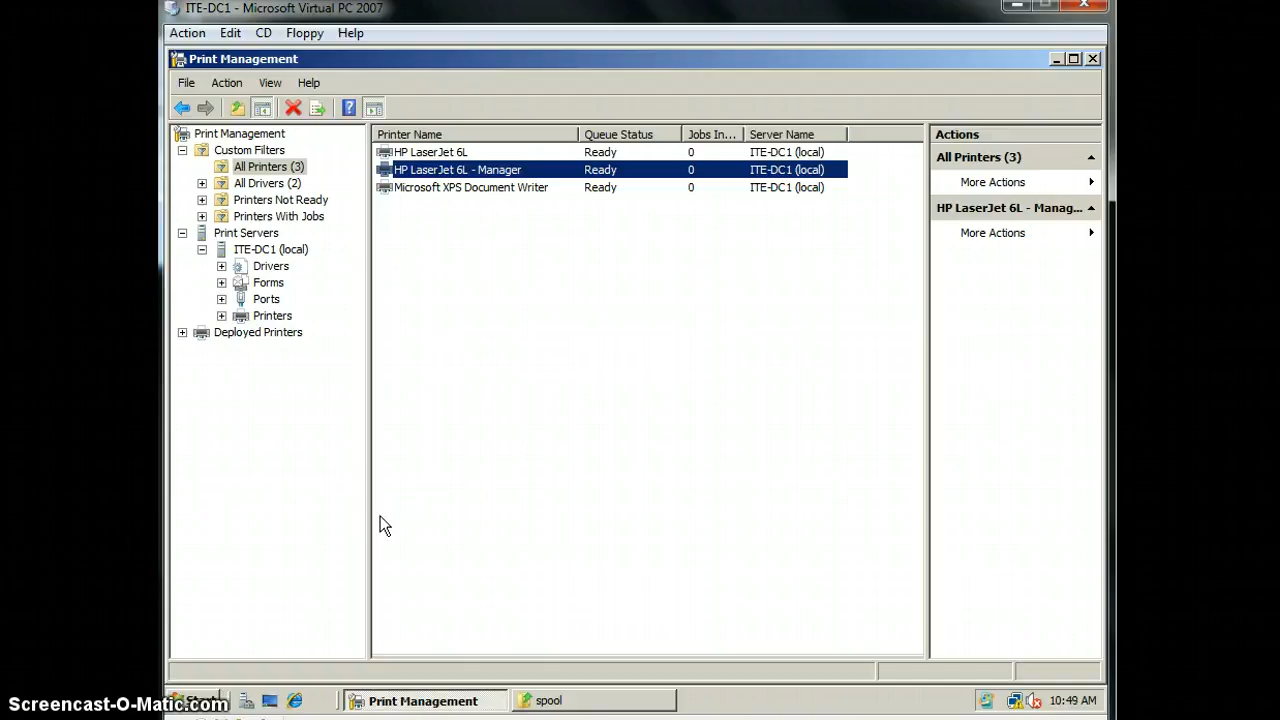 ITE-DC1 - Microsoft Virtual PC 2007
Action Edit CD Floppy Help
Print Management
File Action View Help
Print Management
Custom Filters
All Printers (3)
All Drivers (2)
Printers Not Ready
Printers With Jobs
Print Servers
ITE-DC1 (local)
Drivers
Forms
Ports
Printers
Deployed Printers
Printer Name Queue Status Jobs In... Server Name
HP LaserJet 6L Ready 0 ITE-DC1 (local)
HP LaserJet 6L - Manager Ready 0 ITE-DC1 (local)
Microsoft XPS Document Writer Ready 0 ITE-DC1 (local)
Actions
All Printers (3)
More Actions
HP LaserJet 6L - Manag...
More Actions
Start Print Management spool 10:49 AM
Screencast-O-Matic.com